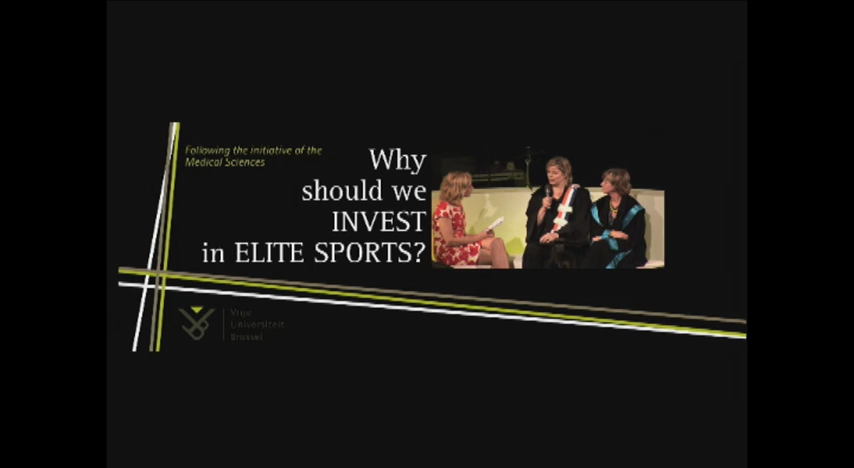 Following the initiative of the
Medical Sciences
Why
should we
INVEST
in ELITE SPORTS?
Vrije
Universiteit
Brussel